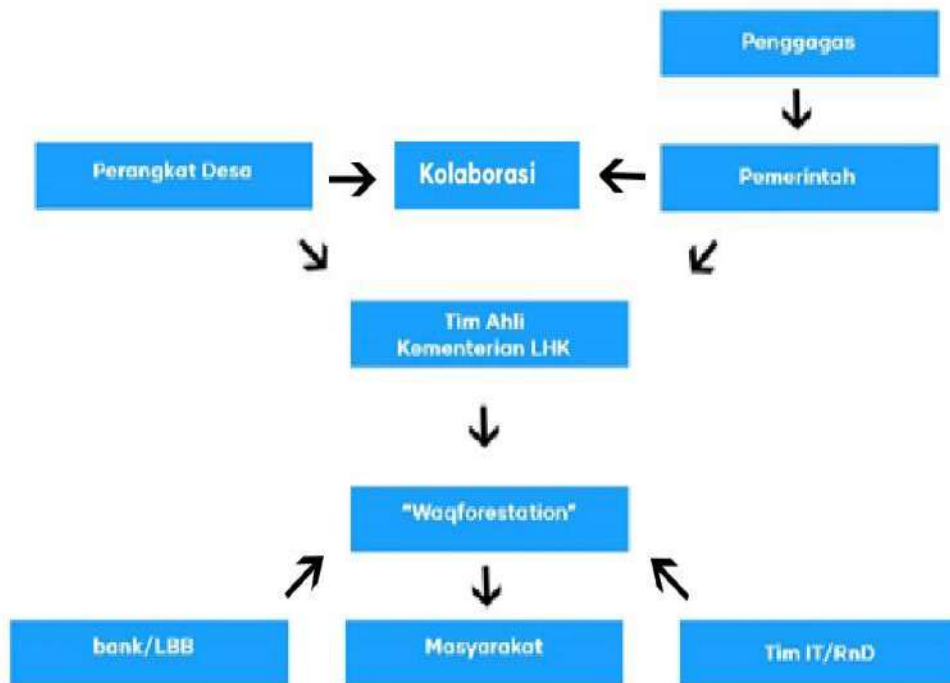 Penggagas
Perangkat Desa
Kolaborasi
Pemerintah
Tim Ahli
Kementerian LHK
"Waqforestation"
bank/LBB
Masyarakat
Tim IT/RnD